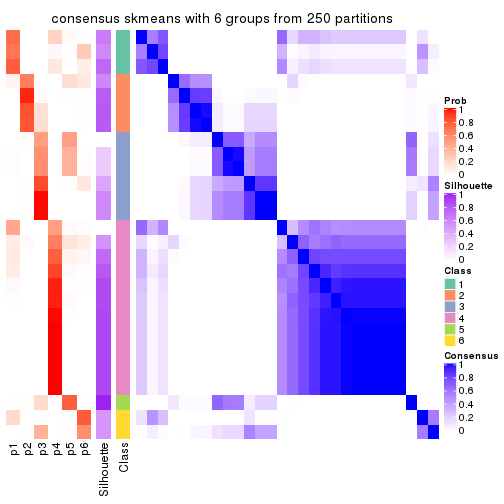 consensus skmeans with 6 groups from 250 partitions
Prob
1
0.8
0.6
0.4
0.2
0
Silhouette
1
0.8
0.6
0.4
0.2
0
Class
1
2
3
4
5
6
Consensus
1
0.8
0.6
0.4
0.2
0
p1
p2
p3
p4
p5
p6
Silhouette
Class